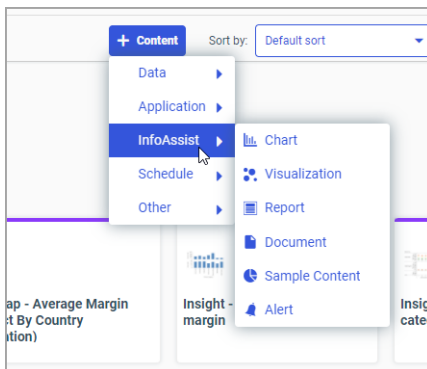 + Content
Sort by:
Default sort
Data
Application
InfoAssist
Schedule
Other
Chart
Visualization
Report
Document
Sample Content
Alert
ap - Average Margin
t By Country
tion)
Insight -
margin
Insig
cate